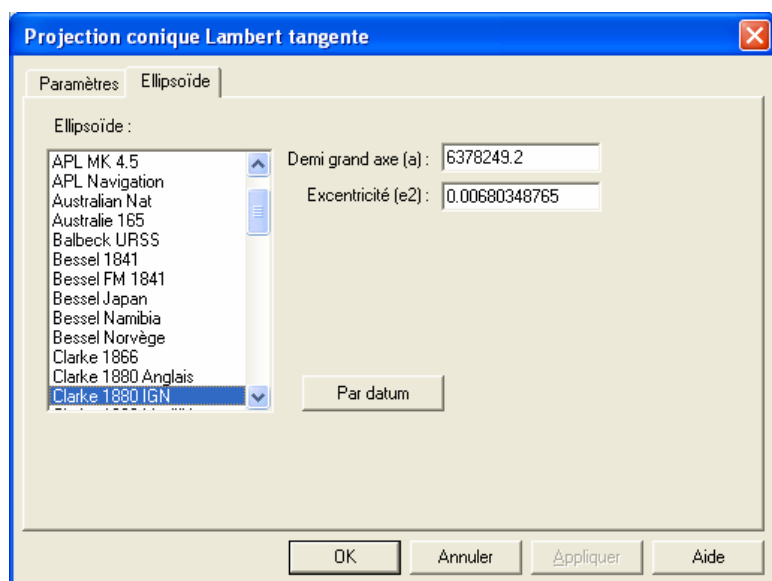 Projection conique Lambert tangente
Paramètres
Ellipsoïde
Ellipsoïde :
APL MK 4.5
APL Navigation
Australian Nat
Australie 165
Balbeck URSS
Bessel 1841
Bessel FM 1841
Bessel Japan
Bessel Namibia
Bessel Norvège
Clarke 1866
Clarke 1880 Anglais
Clarke 1880 IGN
Demi grand axe (a) :
6378249.2
Excentricité (e2) :
0.00680348765
Par datum
OK
Annuler
Appliquer
Aide